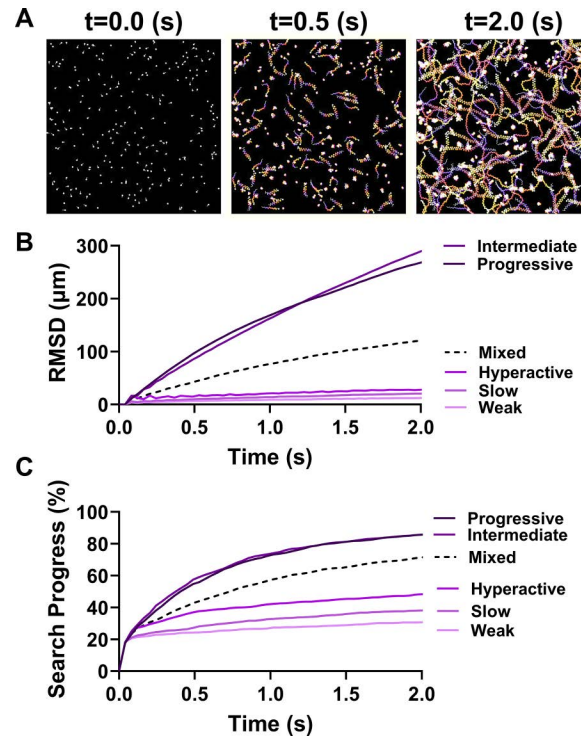 A
t=0.0 (s) t=0.5 (s) t=2.0 (s)
B
RMSD (µm)
300
200
100
0
0.0 0.5 1.0 1.5 2.0
Time (s)
Intermediate
Progressive
Mixed
Hyperactive
Slow
Weak
C
Search Progress (%)
100
80
60
40
20
0
0.0 0.5 1.0 1.5 2.0
Time (s)
Progressive
Intermediate
Mixed
Hyperactive
Slow
Weak